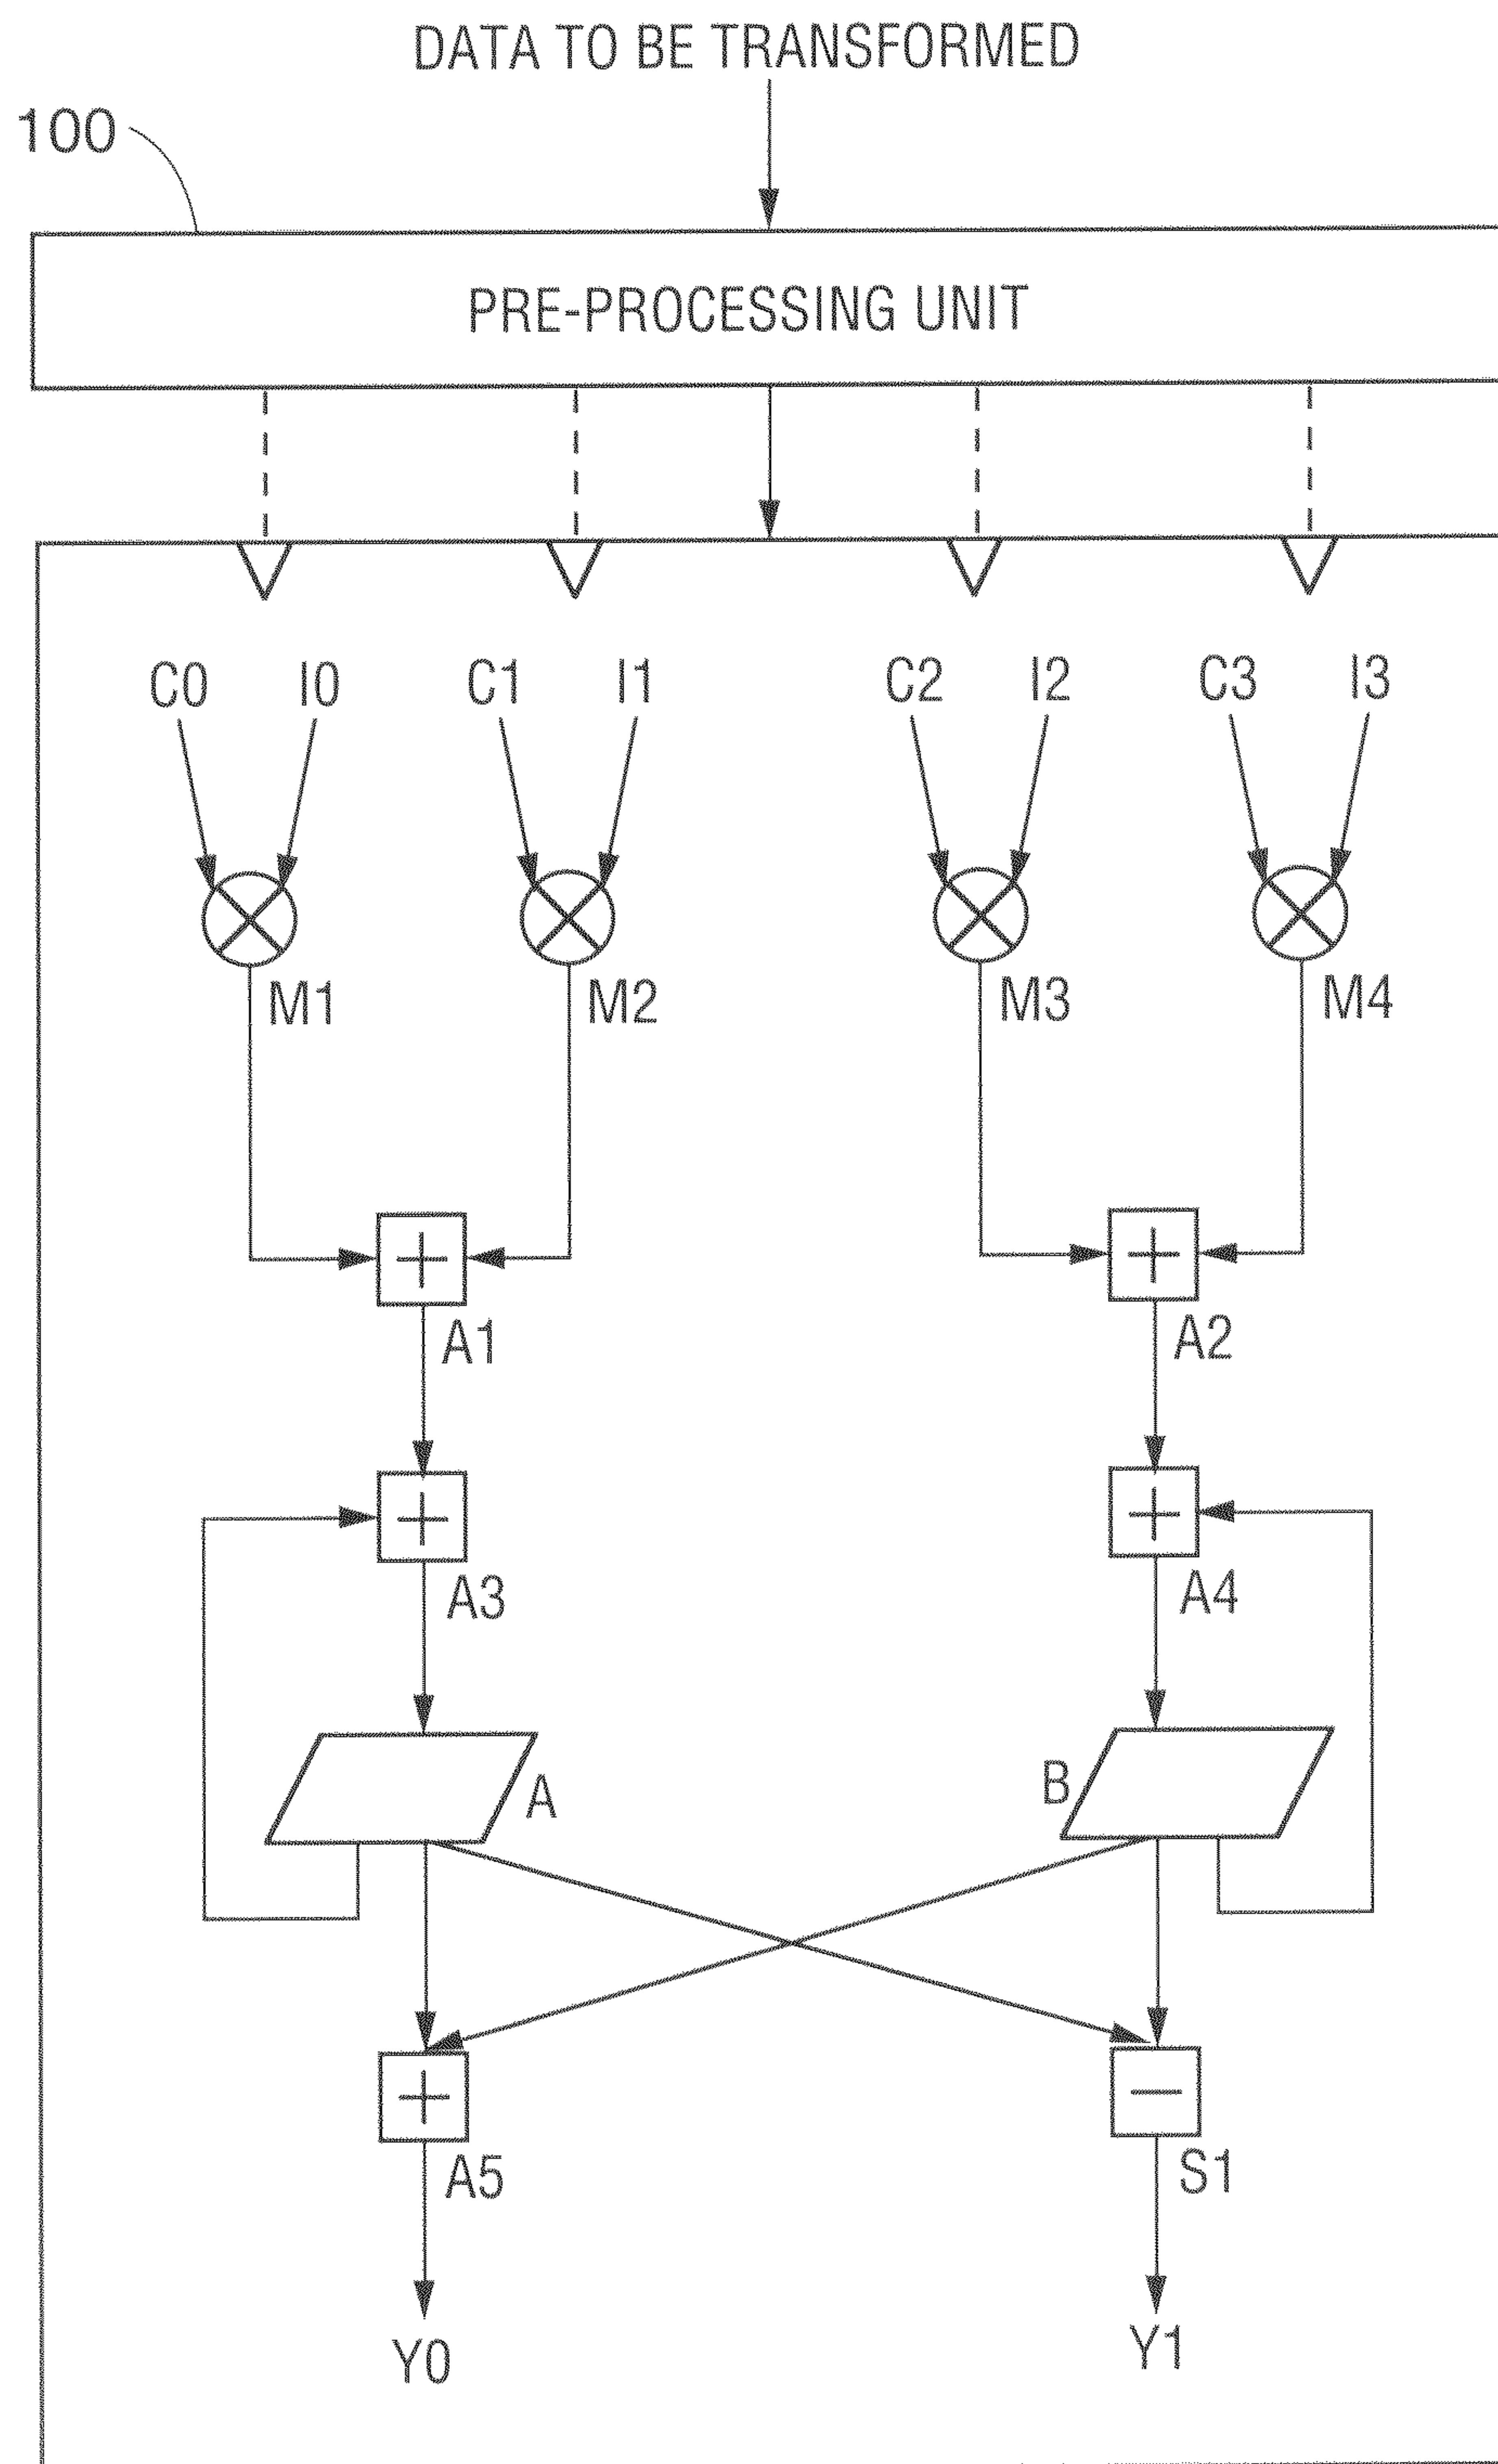 DATA TO BE TRANSFORMED
100
PRE-PROCESSING UNIT
C0 I0 C1 I1 C2 I2 C3 I3
M1 M2 M3 M4
A1 A2
A3 A4
A B
A5 S1
Y0 Y1